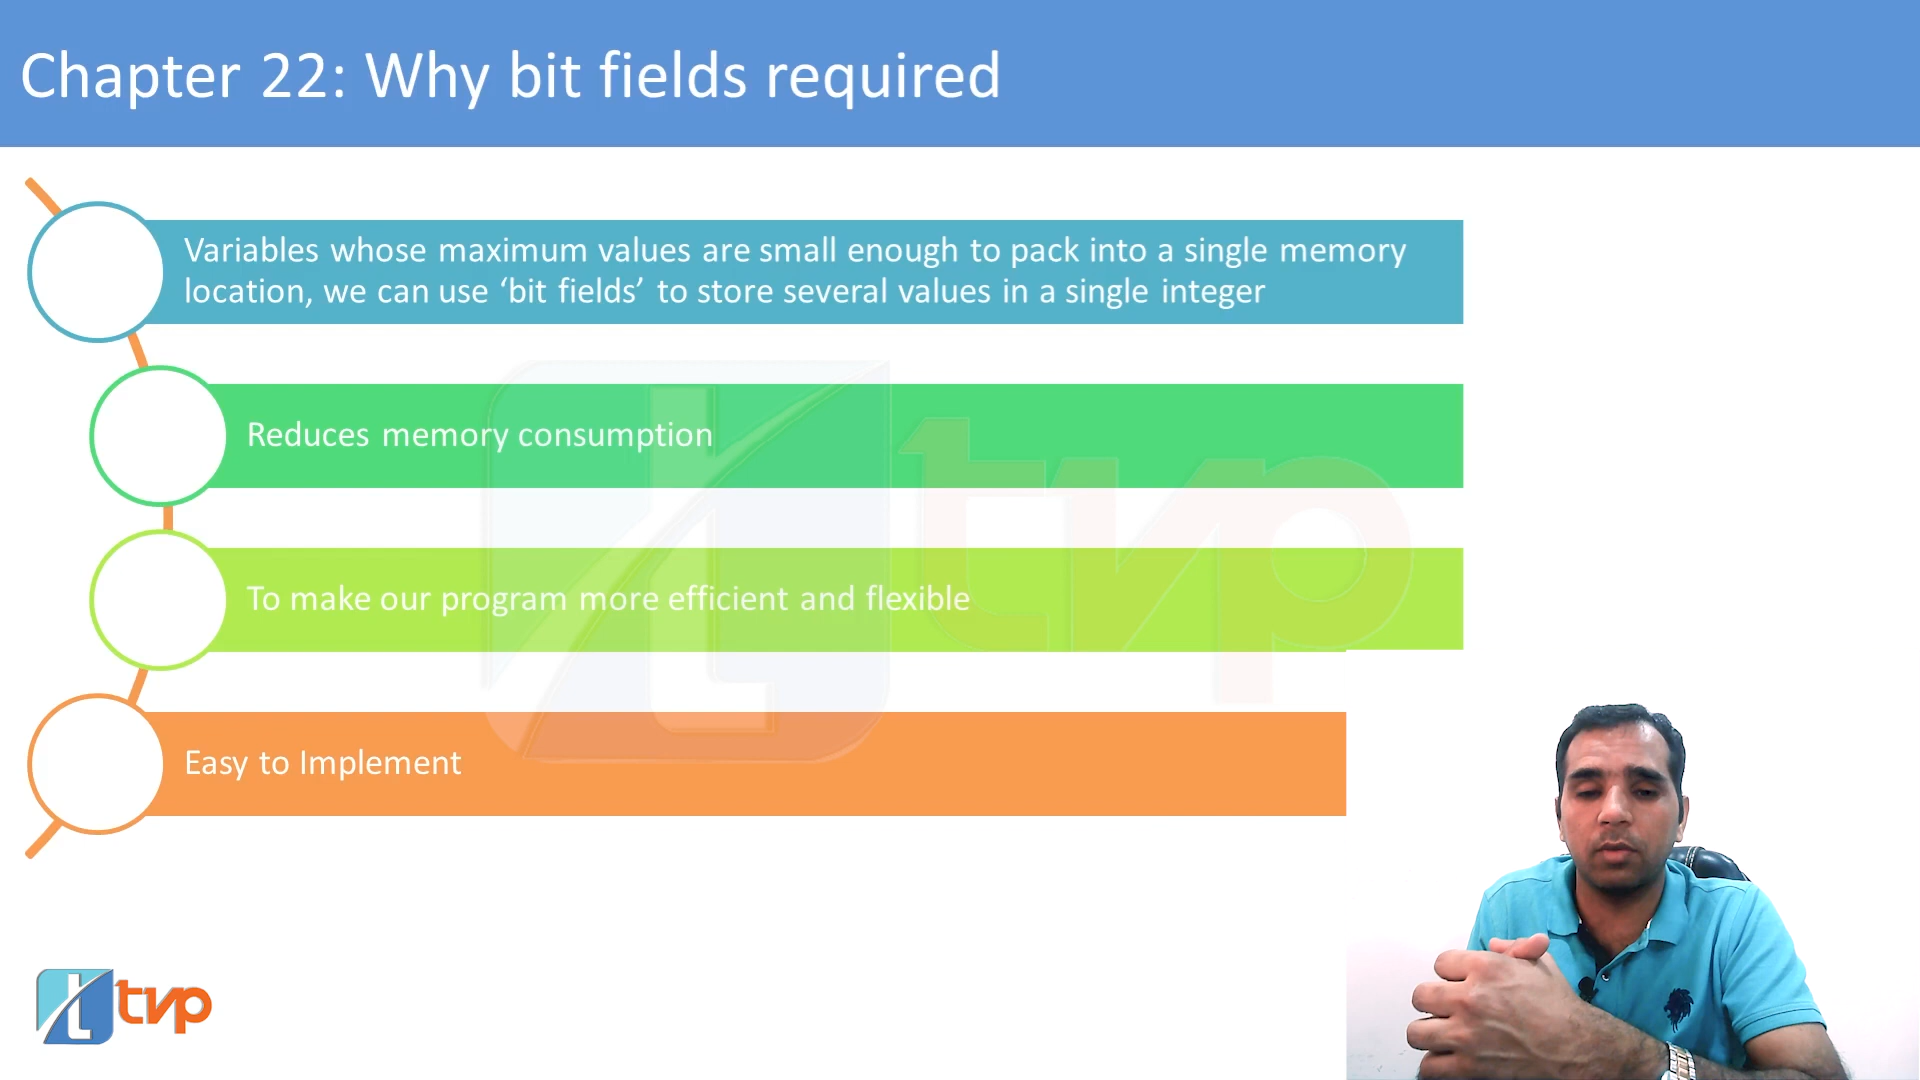 Chapter 22: Why bit fields required
Variables whose maximum values are small enough to pack into a single memory
location, we can use ‘bit fields’ to store several values in a single integer
Reduces memory consumption
To make our program more efficient and flexible
Easy to Implement
t tvp
t tvp